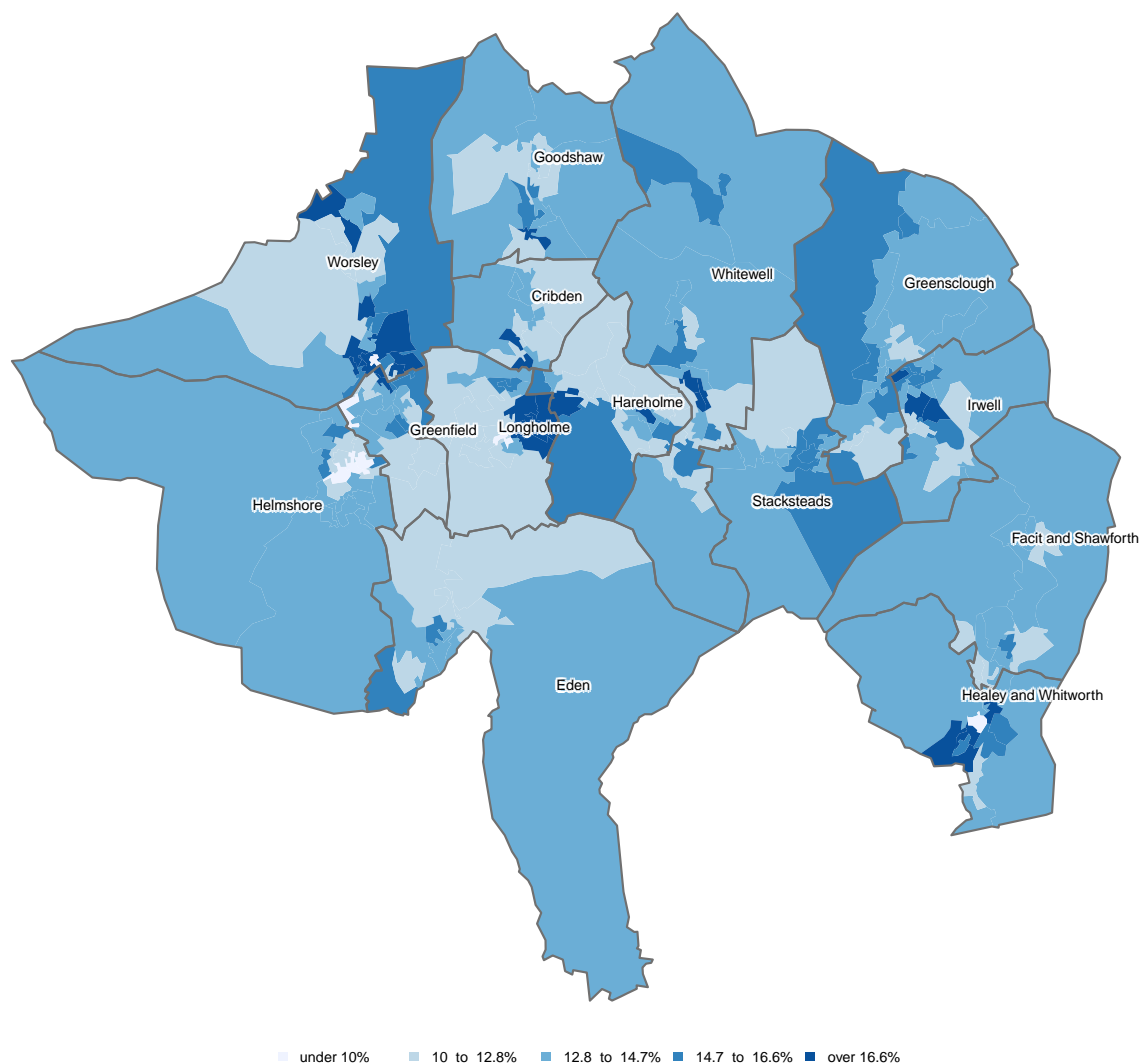 Goodshaw
Worsley
Whitewell
Greensclough
Cribden
Hareholme
Irwell
Greenfield
Longholme
Helmshore
Stacksteads
Facit and Shawforth
Eden
Healey and Whitworth
under 10% 10 to 12.8% 12.8 to 14.7% 14.7 to 16.6% over 16.6%